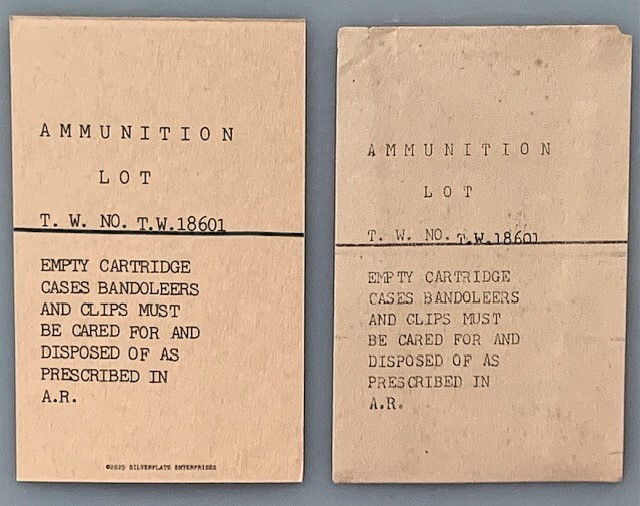 AMMUNITION
LOT
T. W. NO. T.W.18601
EMPTY CARTRIDGE
CASES BANDOLEERS
AND CLIPS MUST
BE CARED FOR AND
DISPOSED OF AS
PRESCRIBED IN
A.R.
©2025 SILVERPLATE ENTERPRISES
AMMUNITION
LOT
T. W. NO. T.W.18601
EMPTY CARTRIDGE
CASES BANDOLEERS
AND CLIPS MUST
BE CARED FOR AND
DISPOSED OF AS
PRESCRIBED IN
A.R.